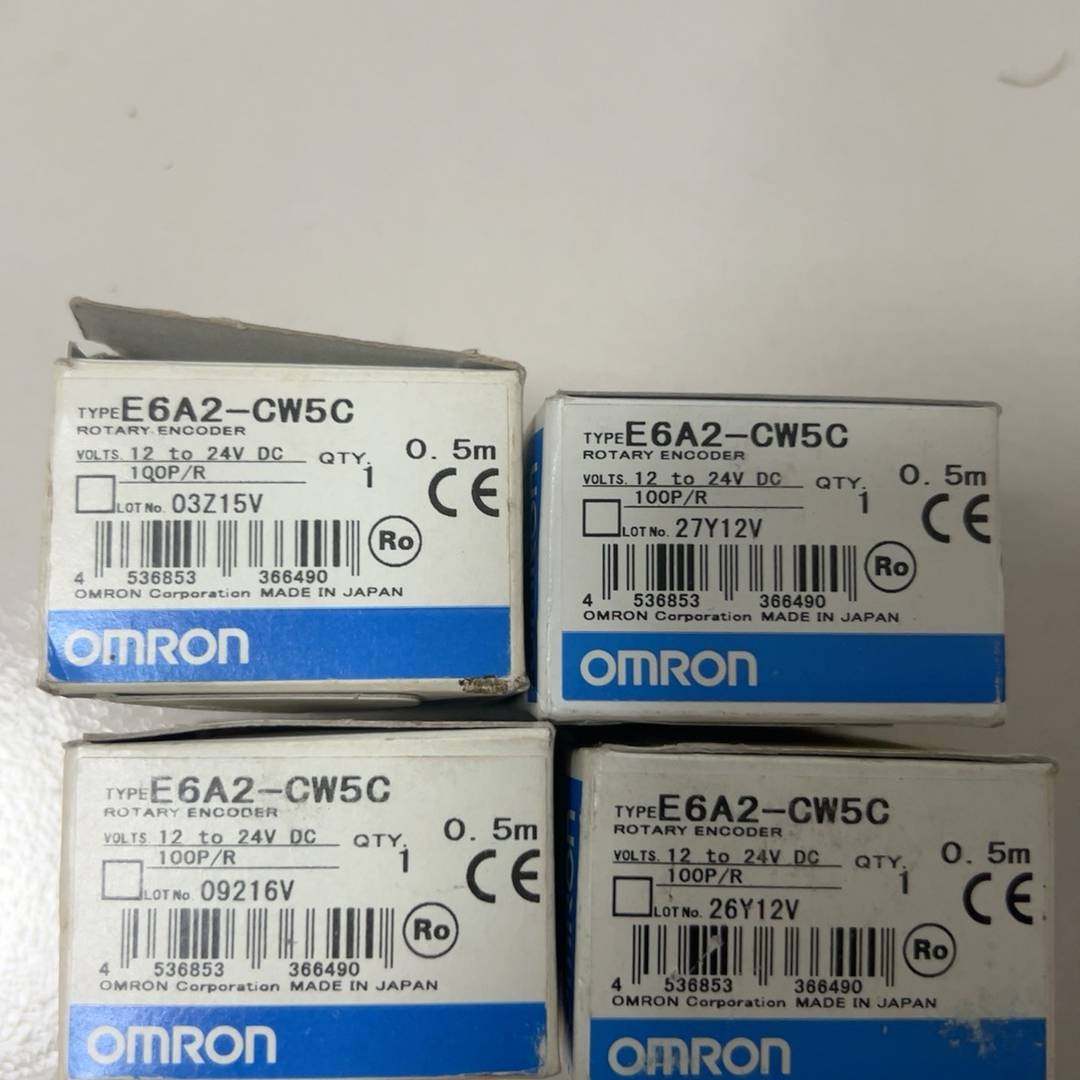 TYPE E6A2-CW5C
ROTARY ENCODER
VOLTS. 12 to 24V DC QTY. 0.5m
100P/R 1 CE
LOT No. 03Z15V
Ro
4 536853 366490
OMRON Corporation MADE IN JAPAN
OMRON
TYPE E6A2-CW5C
ROTARY ENCODER
VOLTS. 12 to 24V DC QTY. 0.5m
100P/R 1 CE
LOT No. 27Y12V
Ro
4 536853 366490
OMRON Corporation MADE IN JAPAN
OMRON
TYPE E6A2-CW5C
ROTARY ENCODER
VOLTS. 12 to 24V DC QTY. 0.5m
100P/R 1 CE
LOT No. 09216V
Ro
4 536853 366490
OMRON Corporation MADE IN JAPAN
OMRON
TYPE E6A2-CW5C
ROTARY ENCODER
VOLTS. 12 to 24V DC QTY. 0.5m
100P/R 1 CE
LOT No. 26Y12V
Ro
4 536853 366490
OMRON Corporation MADE IN JAPAN
OMRON